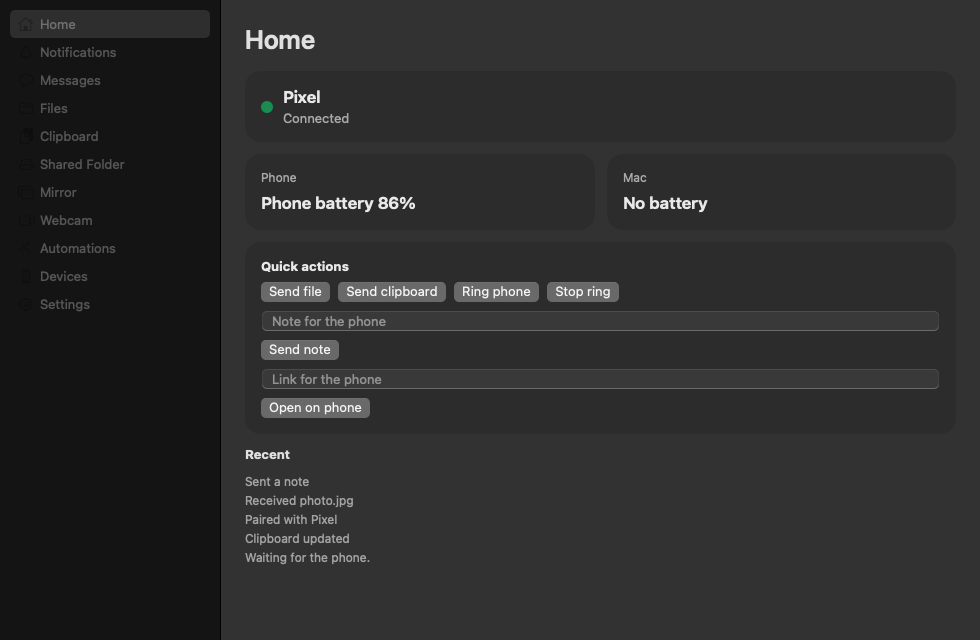 Home
Notifications
Messages
Files
Clipboard
Shared Folder
Mirror
Webcam
Automations
Devices
Settings
Home
Pixel
Connected
Phone
Phone battery 86%
Mac
No battery
Quick actions
Send file
Send clipboard
Ring phone
Stop ring
Note for the phone
Send note
Link for the phone
Open on phone
Recent
Sent a note
Received photo.jpg
Paired with Pixel
Clipboard updated
Waiting for the phone.